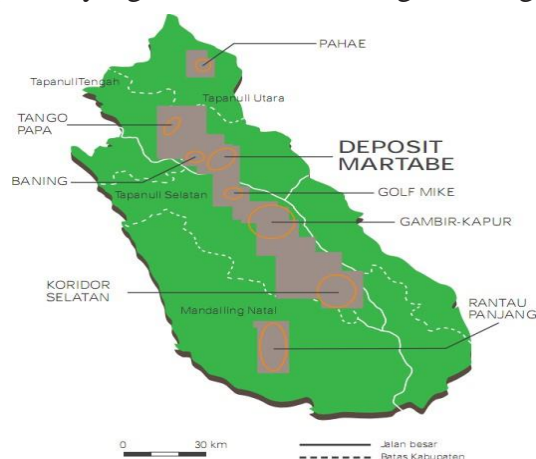 PAHAE
Tapanuli Tengah
Tapanuli Utara
TANGO
PAPA
DEPOSIT
MARTABE
BANING
Tapanuli Selatan
GOLF MIKE
GAMBIR-KAPUR
KORIDOR
SELATAN
Mandailing Natal
RANTAU
PANJANG
0 30 km
Jalan besar
Batas Kabupaten